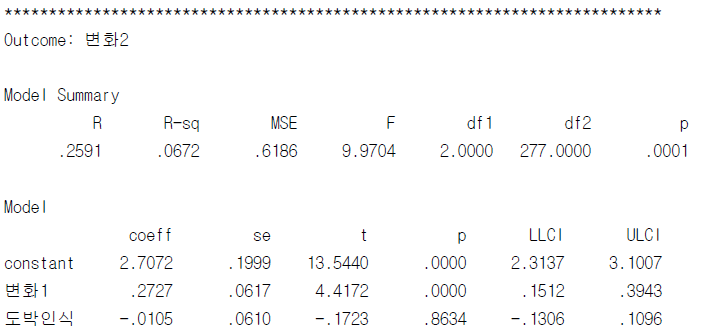 **************************************************************************
Outcome: 변화2
Model Summary
R R-sq MSE F df1 df2 p
.2591 .0672 .6186 9.9704 2.0000 277.0000 .0001
Model
coeff se t p LLCI ULCI
constant 2.7072 .1999 13.5440 .0000 2.3137 3.1007
변화1 .2727 .0617 4.4172 .0000 .1512 .3943
도박인식 -.0105 .0610 -.1723 .8634 -.1306 .1096